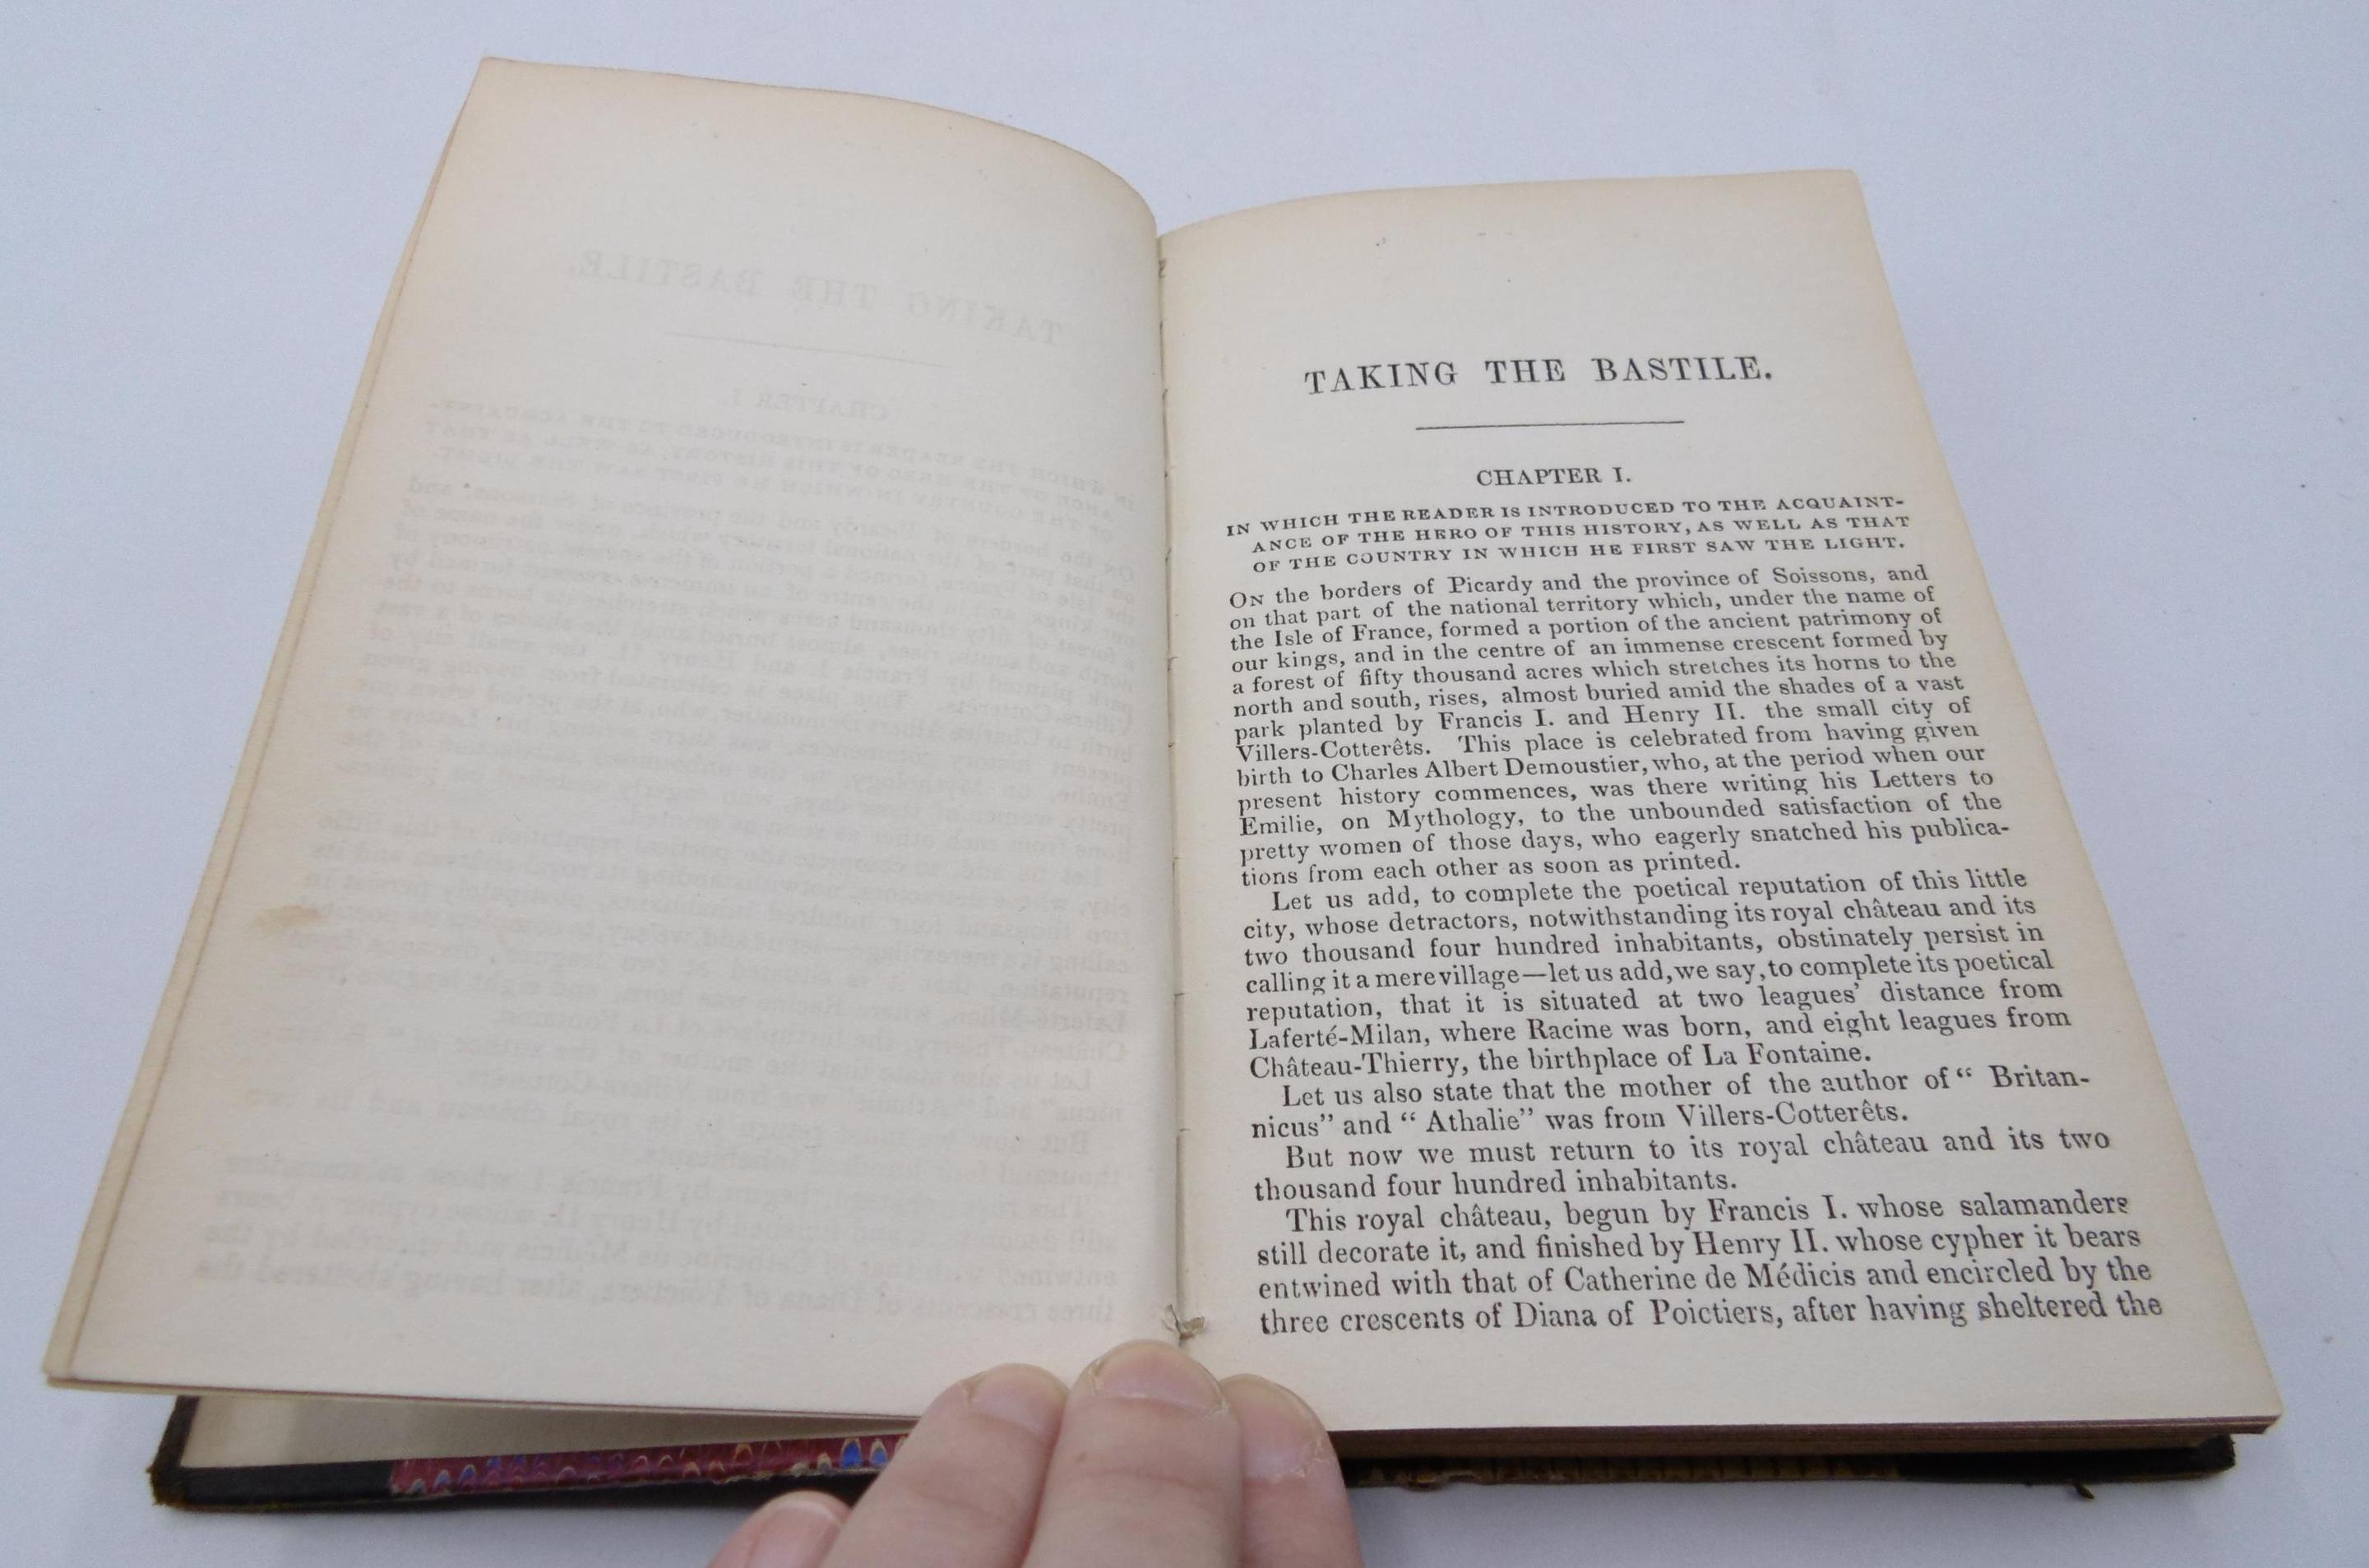 TAKING THE BASTILE.
CHAPTER I.
IN WHICH THE READER IS INTRODUCED TO THE ACQUAINT-
ANCE OF THE HERO OF THIS HISTORY, AS WELL AS THAT
OF THE COUNTRY IN WHICH HE FIRST SAW THE LIGHT.
ON the borders of Picardy and the province of Soissons, and
on that part of the national territory which, under the name of
the Isle of France, formed a portion of the ancient patrimony of
our kings, and in the centre of an immense crescent formed by
a forest of fifty thousand acres which stretches its horns to the
north and south, rises, almost buried amid the shades of a vast
park planted by Francis I. and Henry II. the small city of
Villers-Cotterêts. This place is celebrated from having given
birth to Charles Albert Demoustier, who, at the period when our
present history commences, was there writing his Letters to
Emilie, on Mythology, to the unbounded satisfaction of the
pretty women of those days, who eagerly snatched his publica-
tions from each other as soon as printed.
Let us add, to complete the poetical reputation of this little
city, whose detractors, notwithstanding its royal château and its
two thousand four hundred inhabitants, obstinately persist in
calling it a mere village—let us add, we say, to complete its poetical
reputation, that it is situated at two leagues' distance from
Laferté-Milan, where Racine was born, and eight leagues from
Château-Thierry, the birthplace of La Fontaine.
Let us also state that the mother of the author of “ Britan-
nicus” and “ Athalie” was from Villers-Cotterêts.
But now we must return to its royal château and its two
thousand four hundred inhabitants.
This royal château, begun by Francis I. whose salamanders
still decorate it, and finished by Henry II. whose cypher it bears
entwined with that of Catherine de Médicis and encircled by the
three crescents of Diana of Poictiers, after having sheltered the